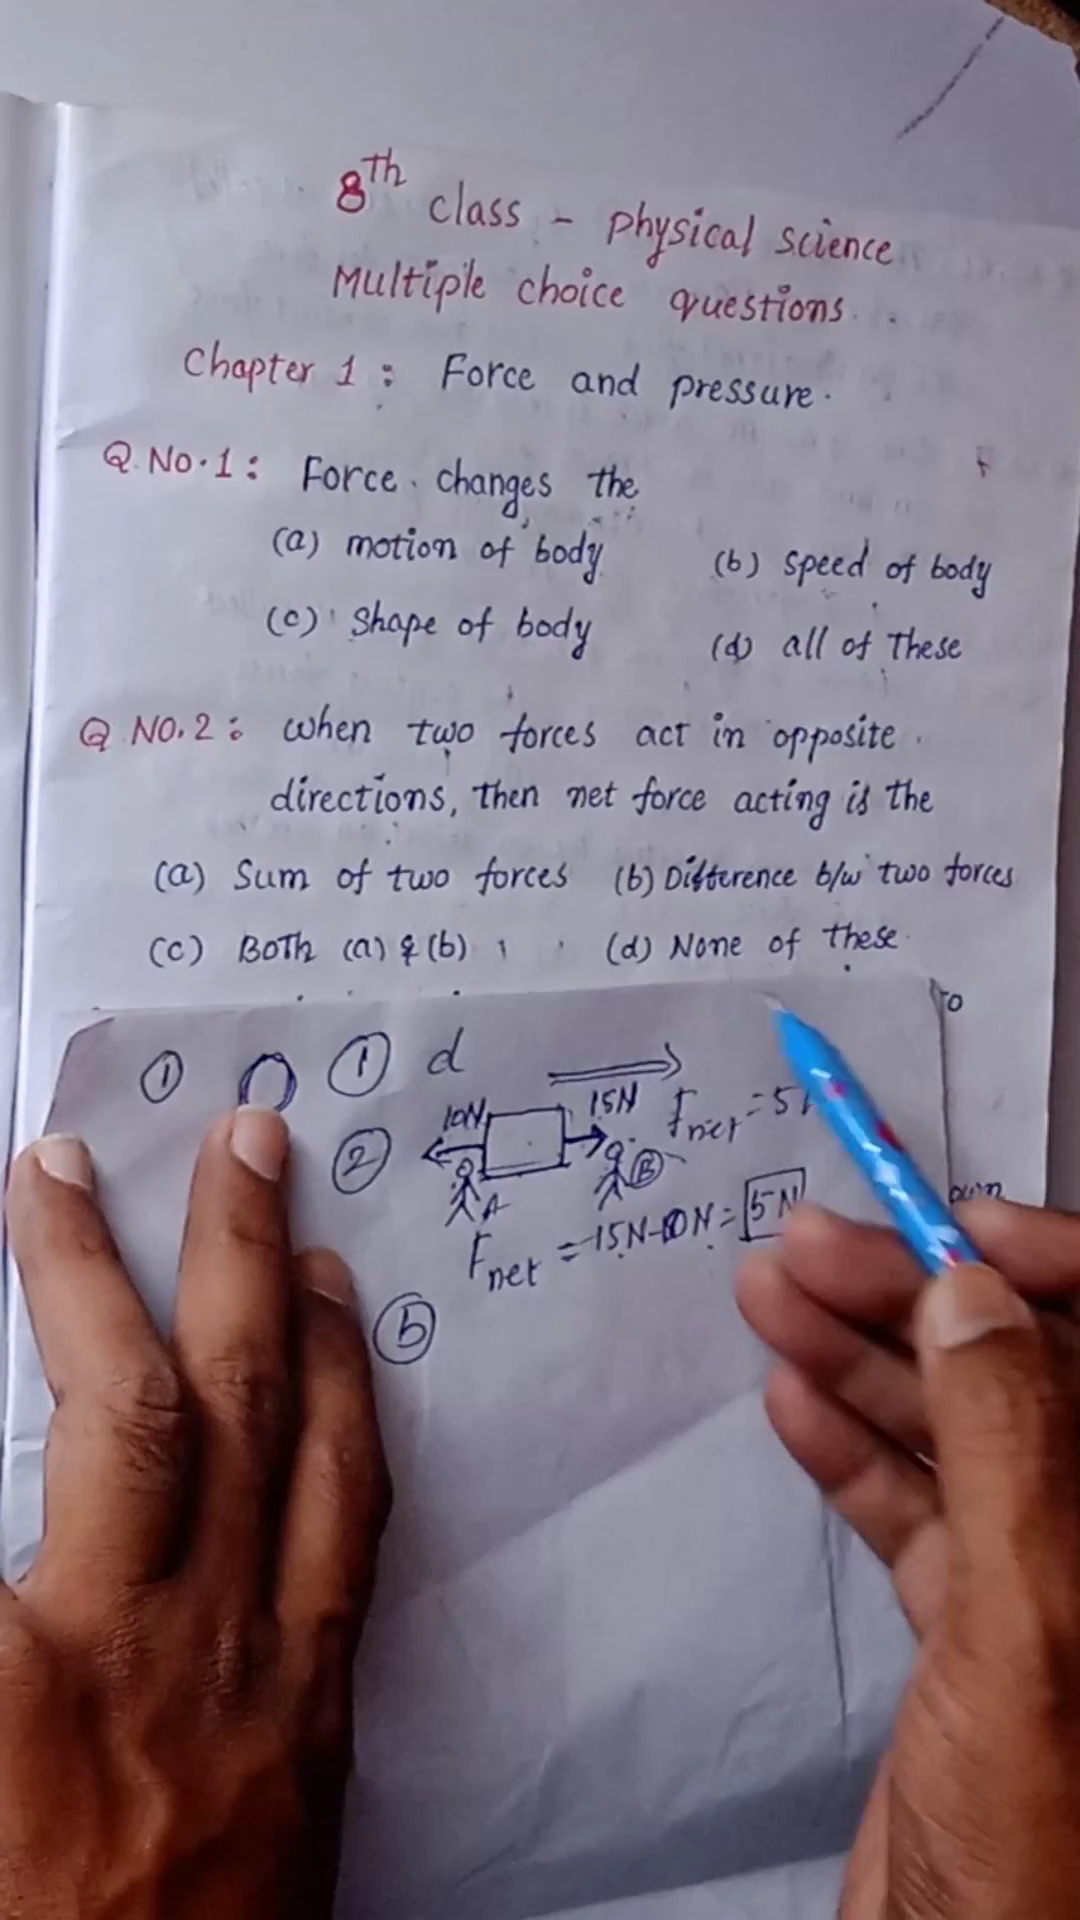 8Th class - physical science
Multiple choice questions.
Chapter 1: Force and pressure.
Q. No.1: Force changes the
(a) motion of body (b) speed of body
(c) Shape of body (d) all of These
Q NO.2: when two forces act in opposite
directions, then net force acting is the
(a) Sum of two forces (b) Difference b/w two forces
(c) BoTh (a) & (b) (d) None of these
to
① ① d
10N 15N Fnet = 5
② A B
Fnet = 15N-10N = 5N
ⓑ